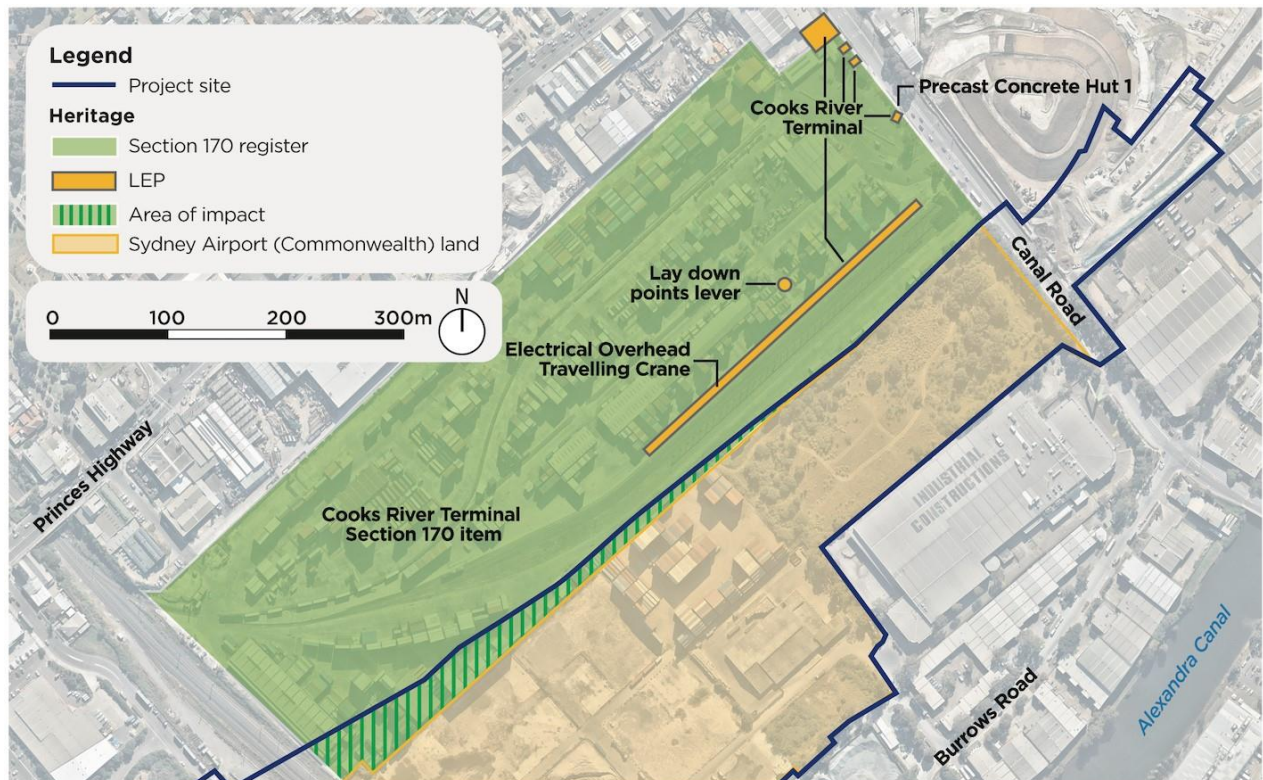 Legend
Project site
Heritage
Section 170 register
LEP
Area of impact
Sydney Airport (Commonwealth) land
0 100 200 300m
N
Precast Concrete Hut 1
Cooks River
Terminal
Canal Road
Lay down
points lever
Electrical Overhead
Travelling Crane
Princes Highway
Cooks River Terminal
Section 170 item
INDUSTRIAL
CONSTRUCTIONS
Burrows Road
Alexandra Canal